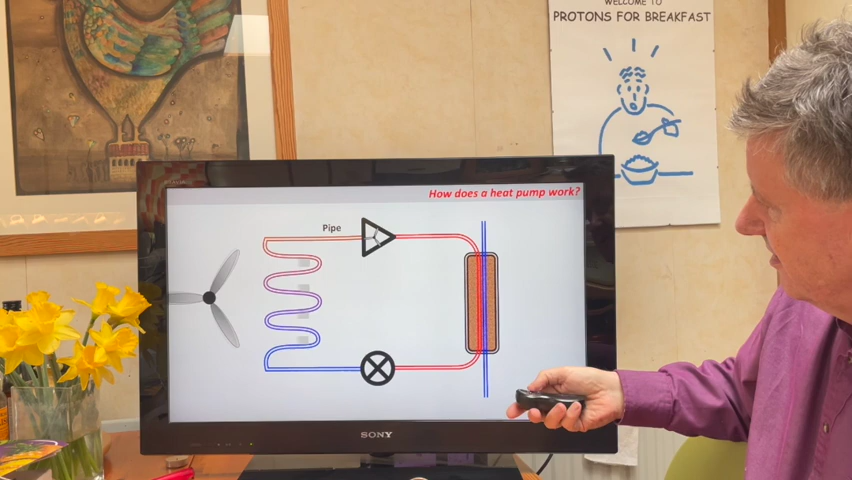 WELCOME TO
PROTONS FOR BREAKFAST
How does a heat pump work?
Pipe
SONY